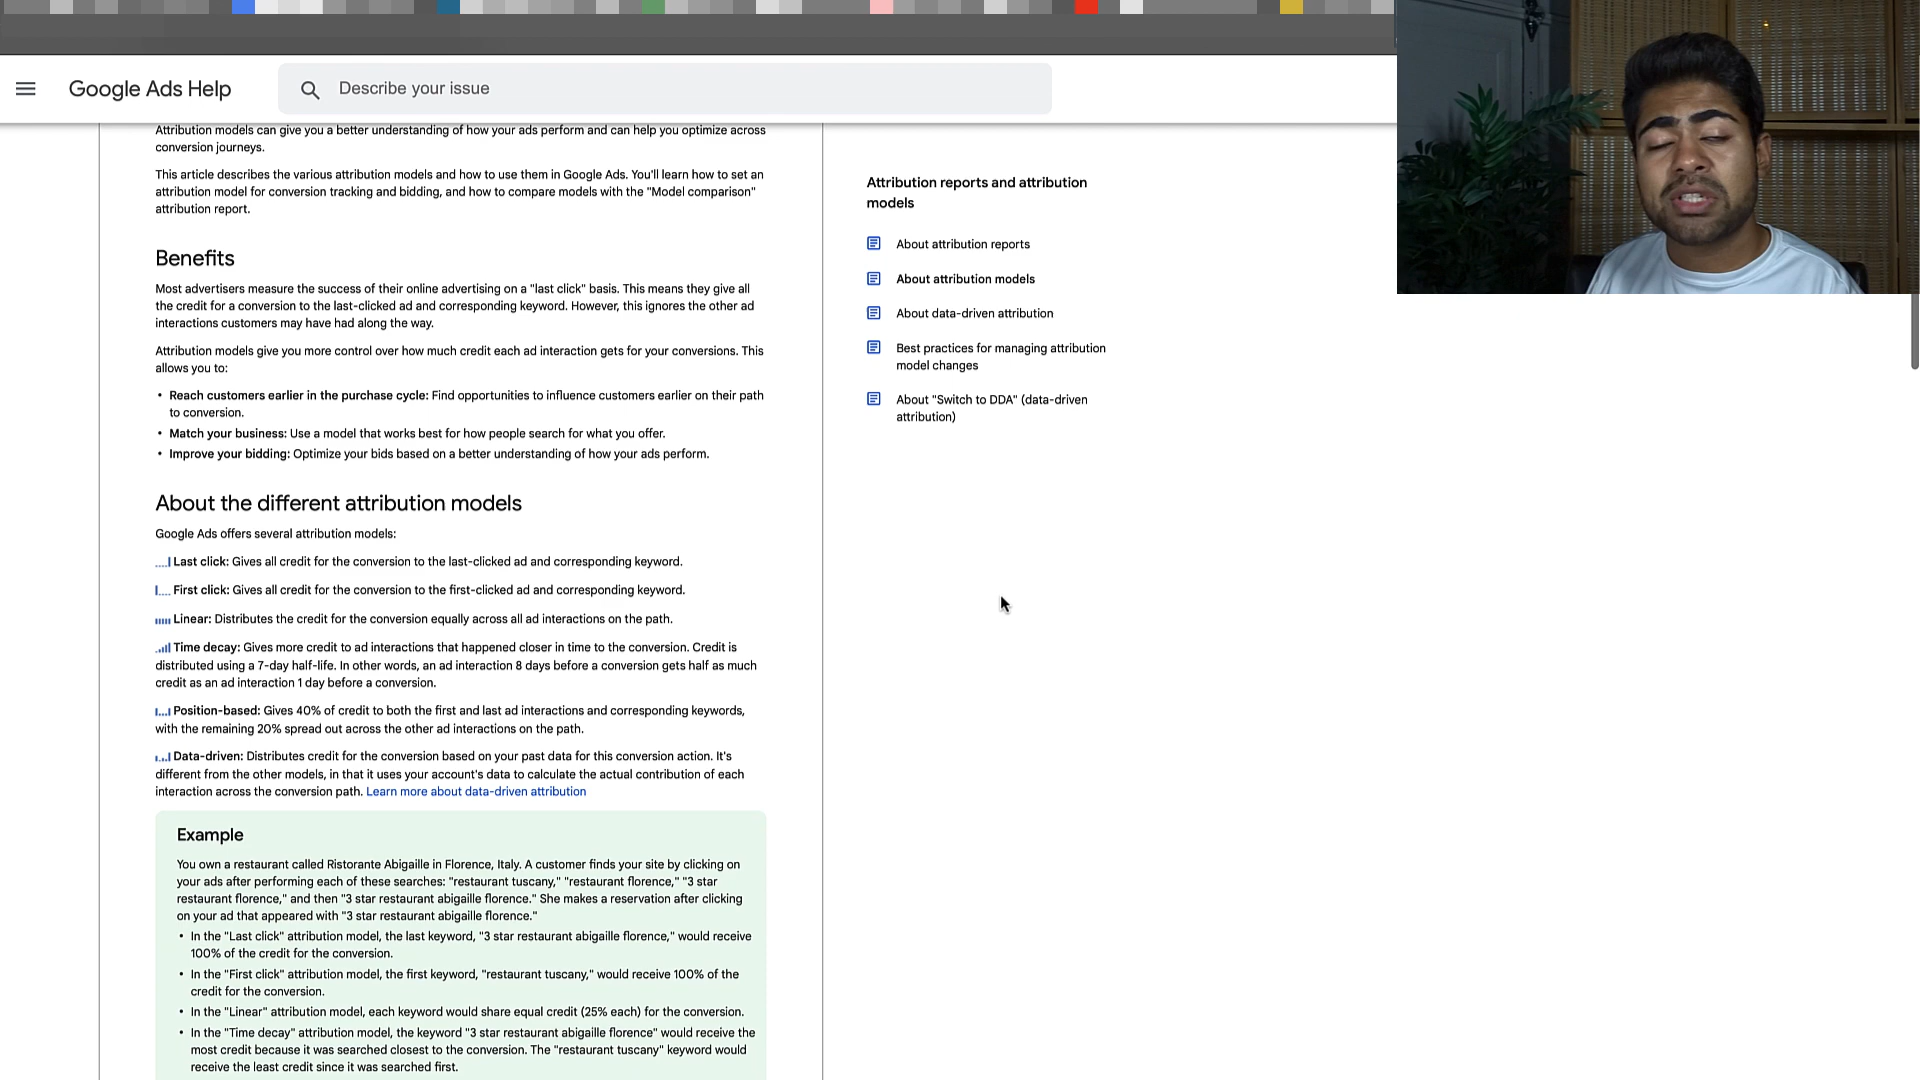 Google Ads Help
Describe your issue
Attribution models can give you a better understanding of how your ads perform and can help you optimize across
conversion journeys.
This article describes the various attribution models and how to use them in Google Ads. You'll learn how to set an
attribution model for conversion tracking and bidding, and how to compare models with the "Model comparison"
attribution report.
Benefits
Most advertisers measure the success of their online advertising on a "last click" basis. This means they give all
the credit for a conversion to the last-clicked ad and corresponding keyword. However, this ignores the other ad
interactions customers may have had along the way.
Attribution models give you more control over how much credit each ad interaction gets for your conversions. This
allows you to:
• Reach customers earlier in the purchase cycle: Find opportunities to influence customers earlier on their path
to conversion.
• Match your business: Use a model that works best for how people search for what you offer.
• Improve your bidding: Optimize your bids based on a better understanding of how your ads perform.
About the different attribution models
Google Ads offers several attribution models:
Last click: Gives all credit for the conversion to the last-clicked ad and corresponding keyword.
First click: Gives all credit for the conversion to the first-clicked ad and corresponding keyword.
Linear: Distributes the credit for the conversion equally across all ad interactions on the path.
Time decay: Gives more credit to ad interactions that happened closer in time to the conversion. Credit is
distributed using a 7-day half-life. In other words, an ad interaction 8 days before a conversion gets half as much
credit as an ad interaction 1 day before a conversion.
Position-based: Gives 40% of credit to both the first and last ad interactions and corresponding keywords,
with the remaining 20% spread out across the other ad interactions on the path.
Data-driven: Distributes credit for the conversion based on your past data for this conversion action. It's
different from the other models, in that it uses your account's data to calculate the actual contribution of each
interaction across the conversion path. Learn more about data-driven attribution
Example
You own a restaurant called Ristorante Abigaille in Florence, Italy. A customer finds your site by clicking on
your ads after performing each of these searches: "restaurant tuscany," "restaurant florence," "3 star
restaurant florence," and then "3 star restaurant abigaille florence." She makes a reservation after clicking
on your ad that appeared with "3 star restaurant abigaille florence."
• In the "Last click" attribution model, the last keyword, "3 star restaurant abigaille florence," would receive
100% of the credit for the conversion.
• In the "First click" attribution model, the first keyword, "restaurant tuscany," would receive 100% of the
credit for the conversion.
• In the "Linear" attribution model, each keyword would share equal credit (25% each) for the conversion.
• In the "Time decay" attribution model, the keyword "3 star restaurant abigaille florence" would receive the
most credit because it was searched closest to the conversion. The "restaurant tuscany" keyword would
receive the least credit since it was searched first.
Attribution reports and attribution
models
About attribution reports
About attribution models
About data-driven attribution
Best practices for managing attribution
model changes
About "Switch to DDA" (data-driven
attribution)